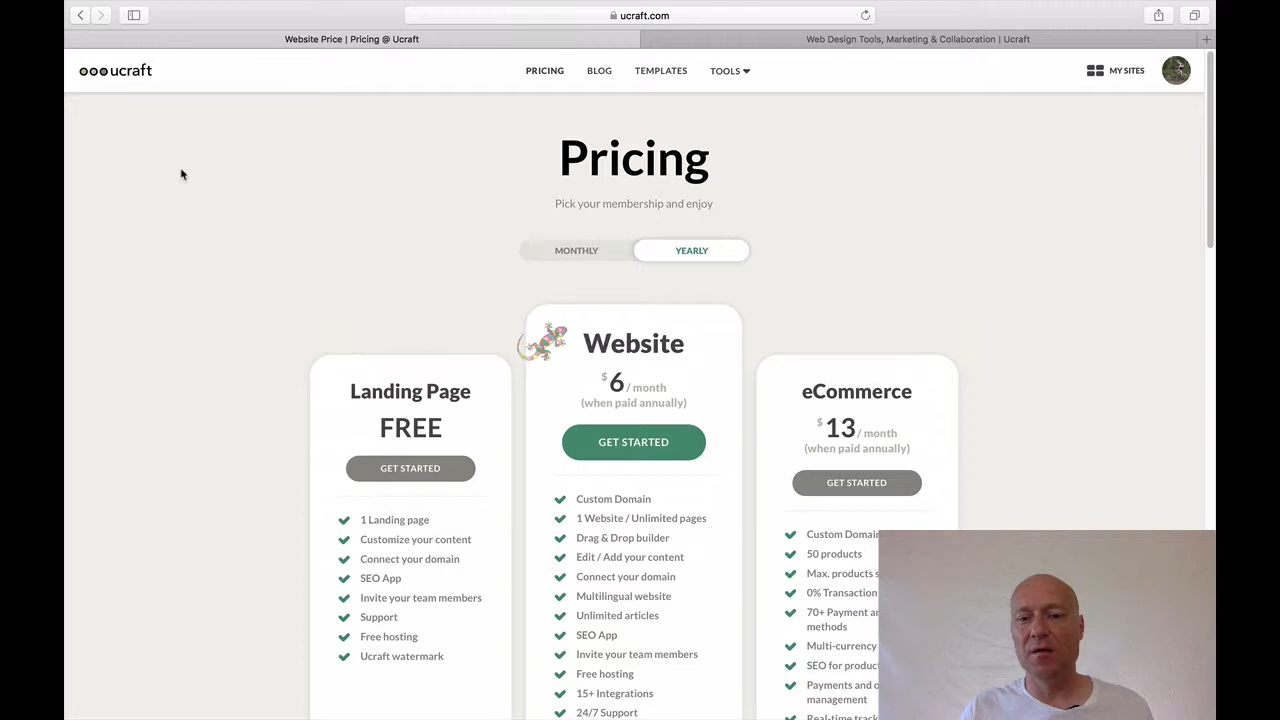 ucraft.com
Website Price | Pricing @ Ucraft
Web Design Tools, Marketing & Collaboration | Ucraft
ucraft
PRICING
BLOG
TEMPLATES
TOOLS
MY SITES
Pricing
Pick your membership and enjoy
MONTHLY
YEARLY
Landing Page
FREE
GET STARTED
1 Landing page
Customize your content
Connect your domain
SEO App
Invite your team members
Support
Free hosting
Ucraft watermark
Website
$6 / month
(when paid annually)
GET STARTED
Custom Domain
1 Website / Unlimited pages
Drag & Drop builder
Edit / Add your content
Connect your domain
Multilingual website
Unlimited articles
SEO App
Invite your team members
Free hosting
15+ Integrations
24/7 Support
eCommerce
$13 / month
(when paid annually)
GET STARTED
Custom
50 products
Max. products
0% Transaction
70+ Payment
methods
Multi-currency
SEO for
Payments and
management
Real-time